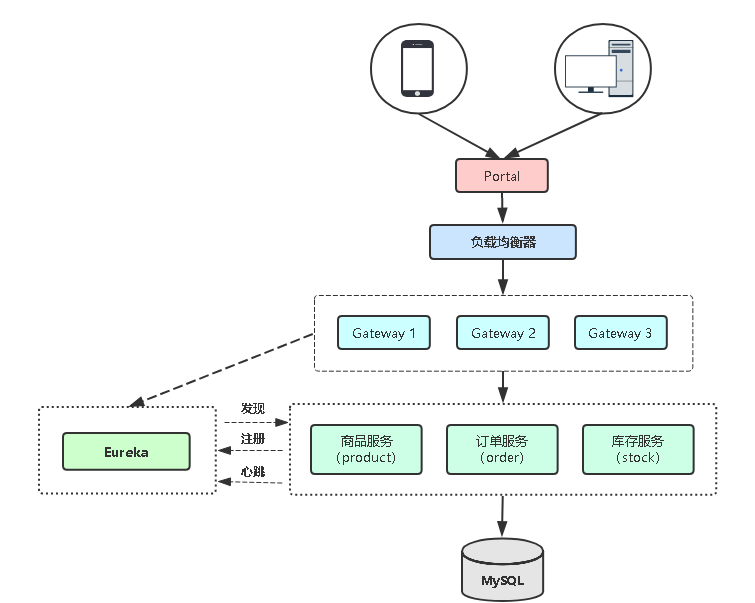 Portal
负载均衡器
Gateway 1
Gateway 2
Gateway 3
发现
注册
心跳
Eureka
商品服务
(product)
订单服务
(order)
库存服务
(stock)
MySQL